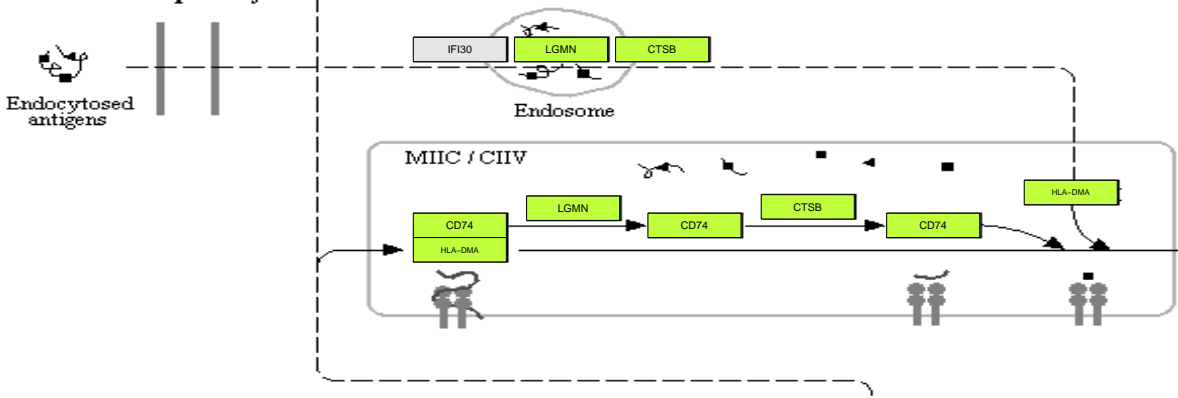 IFI30
LGMN
CTSB
Endocytosed
antigens
Endosome
MIIC / CIIV
HLA-DMA
LGMN
CTSB
CD74
CD74
CD74
HLA-DMA